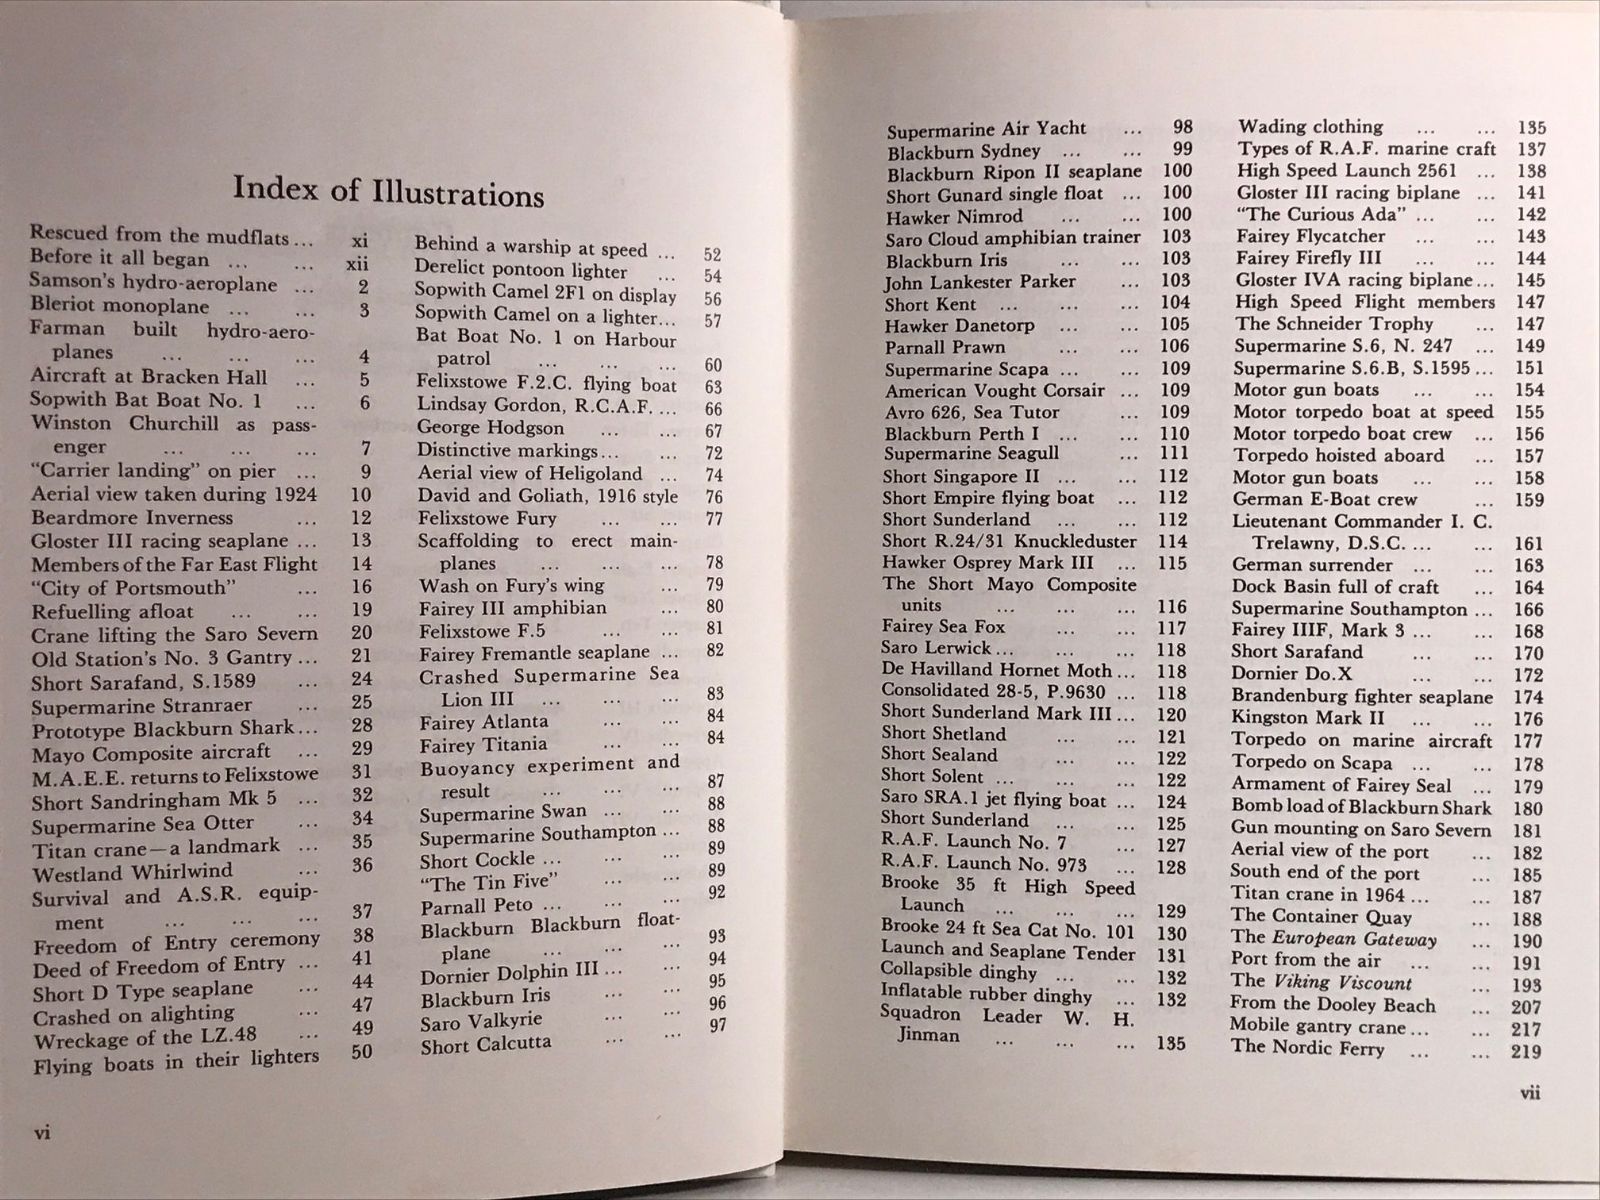 Index of Illustrations
Rescued from the mudflats ... xi
Before it all began ... ... xii
Samson's hydro-aeroplane ... 2
Bleriot monoplane ... ... 3
Farman built hydro-aero-
planes ... ... ... 4
Aircraft at Bracken Hall ... 5
Sopwith Bat Boat No. 1 ... 6
Winston Churchill as pass-
enger ... ... ... 7
"Carrier landing" on pier ... 9
Aerial view taken during 1924 10
Beardmore Inverness ... 12
Gloster III racing seaplane ... 13
Members of the Far East Flight 14
"City of Portsmouth" ... 16
Refuelling afloat ... ... 19
Crane lifting the Saro Severn 20
Old Station's No. 3 Gantry ... 21
Short Sarafand, S.1589 ... 24
Supermarine Stranraer ... 25
Prototype Blackburn Shark ... 28
Mayo Composite aircraft ... 29
M.A.E.E. returns to Felixstowe 31
Short Sandringham Mk 5 ... 32
Supermarine Sea Otter ... 34
Titan crane—a landmark ... 35
Westland Whirlwind ... 36
Survival and A.S.R. equip-
ment ... ... ... 37
Freedom of Entry ceremony 38
Deed of Freedom of Entry ... 41
Short D Type seaplane ... 44
Crashed on alighting ... 47
Wreckage of the LZ.48 ... 49
Flying boats in their lighters 50
vi
Behind a warship at speed ... 52
Derelict pontoon lighter ... 54
Sopwith Camel 2F1 on display 56
Sopwith Camel on a lighter ... 57
Bat Boat No. 1 on Harbour
patrol ... ... ... 60
Felixstowe F.2.C. flying boat 63
Lindsay Gordon, R.C.A.F. ... 66
George Hodgson ... ... 67
Distinctive markings ... ... 72
Aerial view of Heligoland ... 74
David and Goliath, 1916 style 76
Felixstowe Fury ... ... 77
Scaffolding to erect main-
planes ... ... ... 78
Wash on Fury's wing ... 79
Fairey III amphibian ... 80
Felixstowe F.5 ... ... 81
Fairey Fremantle seaplane ... 82
Crashed Supermarine Sea
Lion III ... ... ... 83
Fairey Atlanta ... ... 84
Fairey Titania ... ... 84
Buoyancy experiment and
result ... ... ... 87
Supermarine Swan ... ... 88
Supermarine Southampton ... 88
Short Cockle ... ... ... 89
"The Tin Five" ... ... 89
Parnall Peto ... ... ... 92
Blackburn Blackburn float-
plane ... ... ... 93
Dornier Dolphin III ... ... 94
Blackburn Iris ... ... 95
Saro Valkyrie ... ... 96
Short Calcutta ... ... 97
Supermarine Air Yacht ... 98
Blackburn Sydney ... ... 99
Blackburn Ripon II seaplane 100
Short Gunard single float ... 100
Hawker Nimrod ... ... 100
Saro Cloud amphibian trainer 103
Blackburn Iris ... ... 103
John Lankester Parker ... 103
Short Kent ... ... ... 104
Hawker Danetorp ... ... 105
Parnall Prawn ... ... 106
Supermarine Scapa ... ... 109
American Vought Corsair ... 109
Avro 626, Sea Tutor ... 109
Blackburn Perth I ... ... 110
Supermarine Seagull ... 111
Short Singapore II ... ... 112
Short Empire flying boat ... 112
Short Sunderland ... ... 112
Short R.24/31 Knuckleduster 114
Hawker Osprey Mark III ... 115
The Short Mayo Composite
units ... ... ... 116
Fairey Sea Fox ... ... 117
Saro Lerwick ... ... ... 118
De Havilland Hornet Moth ... 118
Consolidated 28-5, P.9630 ... 118
Short Sunderland Mark III ... 120
Short Shetland ... ... 121
Short Sealand ... ... 122
Short Solent ... ... ... 122
Saro SRA.1 jet flying boat ... 124
Short Sunderland ... ... 125
R.A.F. Launch No. 7 ... 127
R.A.F. Launch No. 973 ... 128
Brooke 35 ft High Speed
Launch ... ... ... 129
Brooke 24 ft Sea Cat No. 101 130
Launch and Seaplane Tender 131
Collapsible dinghy ... ... 132
Inflatable rubber dinghy ... 132
Squadron Leader W. H.
Jinman ... ... ... 135
Wading clothing ... ... 135
Types of R.A.F. marine craft 137
High Speed Launch 2561 ... 138
Gloster III racing biplane ... 141
"The Curious Ada" ... ... 142
Fairey Flycatcher ... ... 143
Fairey Firefly III ... ... 144
Gloster IVA racing biplane ... 145
High Speed Flight members 147
The Schneider Trophy ... 147
Supermarine S.6, N. 247 ... 149
Supermarine S.6.B, S.1595 ... 151
Motor gun boats ... ... 154
Motor torpedo boat at speed 155
Motor torpedo boat crew ... 156
Torpedo hoisted aboard ... 157
Motor gun boats ... ... 158
German E-Boat crew ... 159
Lieutenant Commander I. C.
Trelawny, D.S.C. ... ... 161
German surrender ... ... 163
Dock Basin full of craft ... 164
Supermarine Southampton ... 166
Fairey IIIF, Mark 3 ... ... 168
Short Sarafand ... ... 170
Dornier Do.X ... ... 172
Brandenburg fighter seaplane 174
Kingston Mark II ... ... 176
Torpedo on marine aircraft 177
Torpedo on Scapa ... ... 178
Armament of Fairey Seal ... 179
Bomb load of Blackburn Shark 180
Gun mounting on Saro Severn 181
Aerial view of the port ... 182
South end of the port ... 185
Titan crane in 1964 ... ... 187
The Container Quay ... 188
The European Gateway ... 190
Port from the air ... ... 191
The Viking Viscount ... 193
From the Dooley Beach ... 207
Mobile gantry crane ... ... 217
The Nordic Ferry ... ... 219
vii